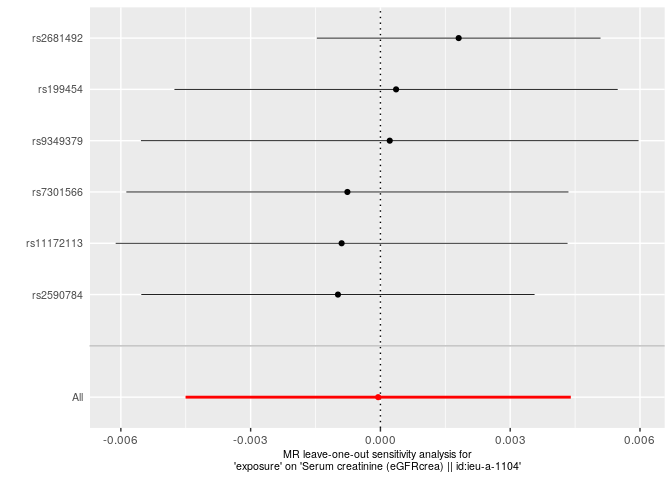 rs2681492
rs199454
rs9349379
rs7301566
rs11172113
rs2590784
All
-0.006 -0.003 0.000 0.003 0.006
MR leave-one-out sensitivity analysis for
'exposure' on 'Serum creatinine (eGFRcrea) || id:ieu-a-1104'